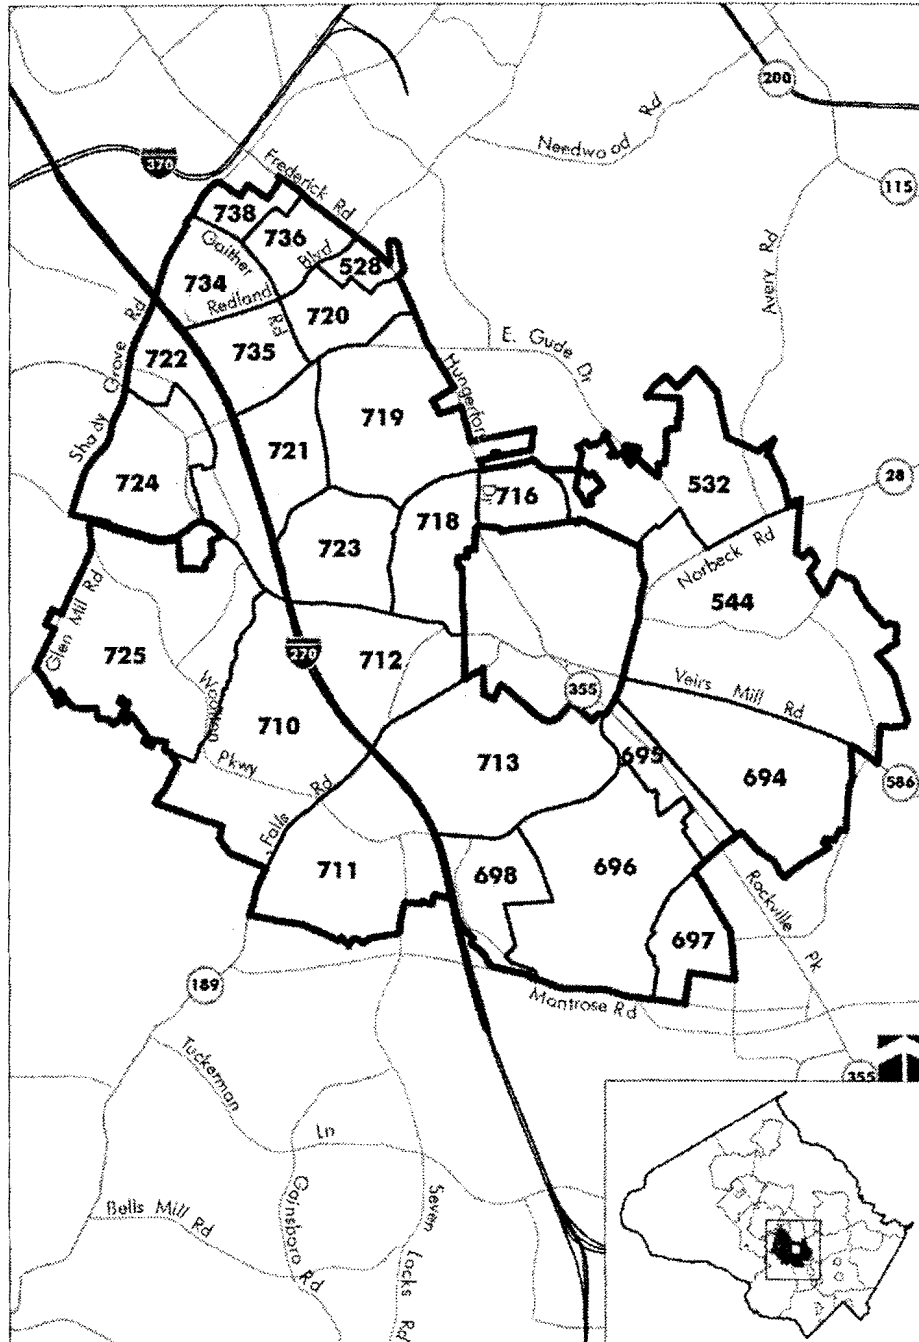 200
Needwood Rd
370
Frederick Rd
115
738
736
Gaither Rd
Blvd
528
Avery Rd
734
Redland
720
E. Gude Dr
Shady Grove Rd
722
735
Hungerford
719
721
724
532
28
716
718
723
Norbeck Rd
544
Glen Mill Rd
725
712
270
Wootton Pkwy
710
355
Veirs Mill Rd
713
695
694
586
Falls Rd
711
698
696
Rockville Pk
697
189
Montrose Rd
355
Tuckerman Ln
Gainsboro Rd
Bells Mill Rd
Seven Locks Rd